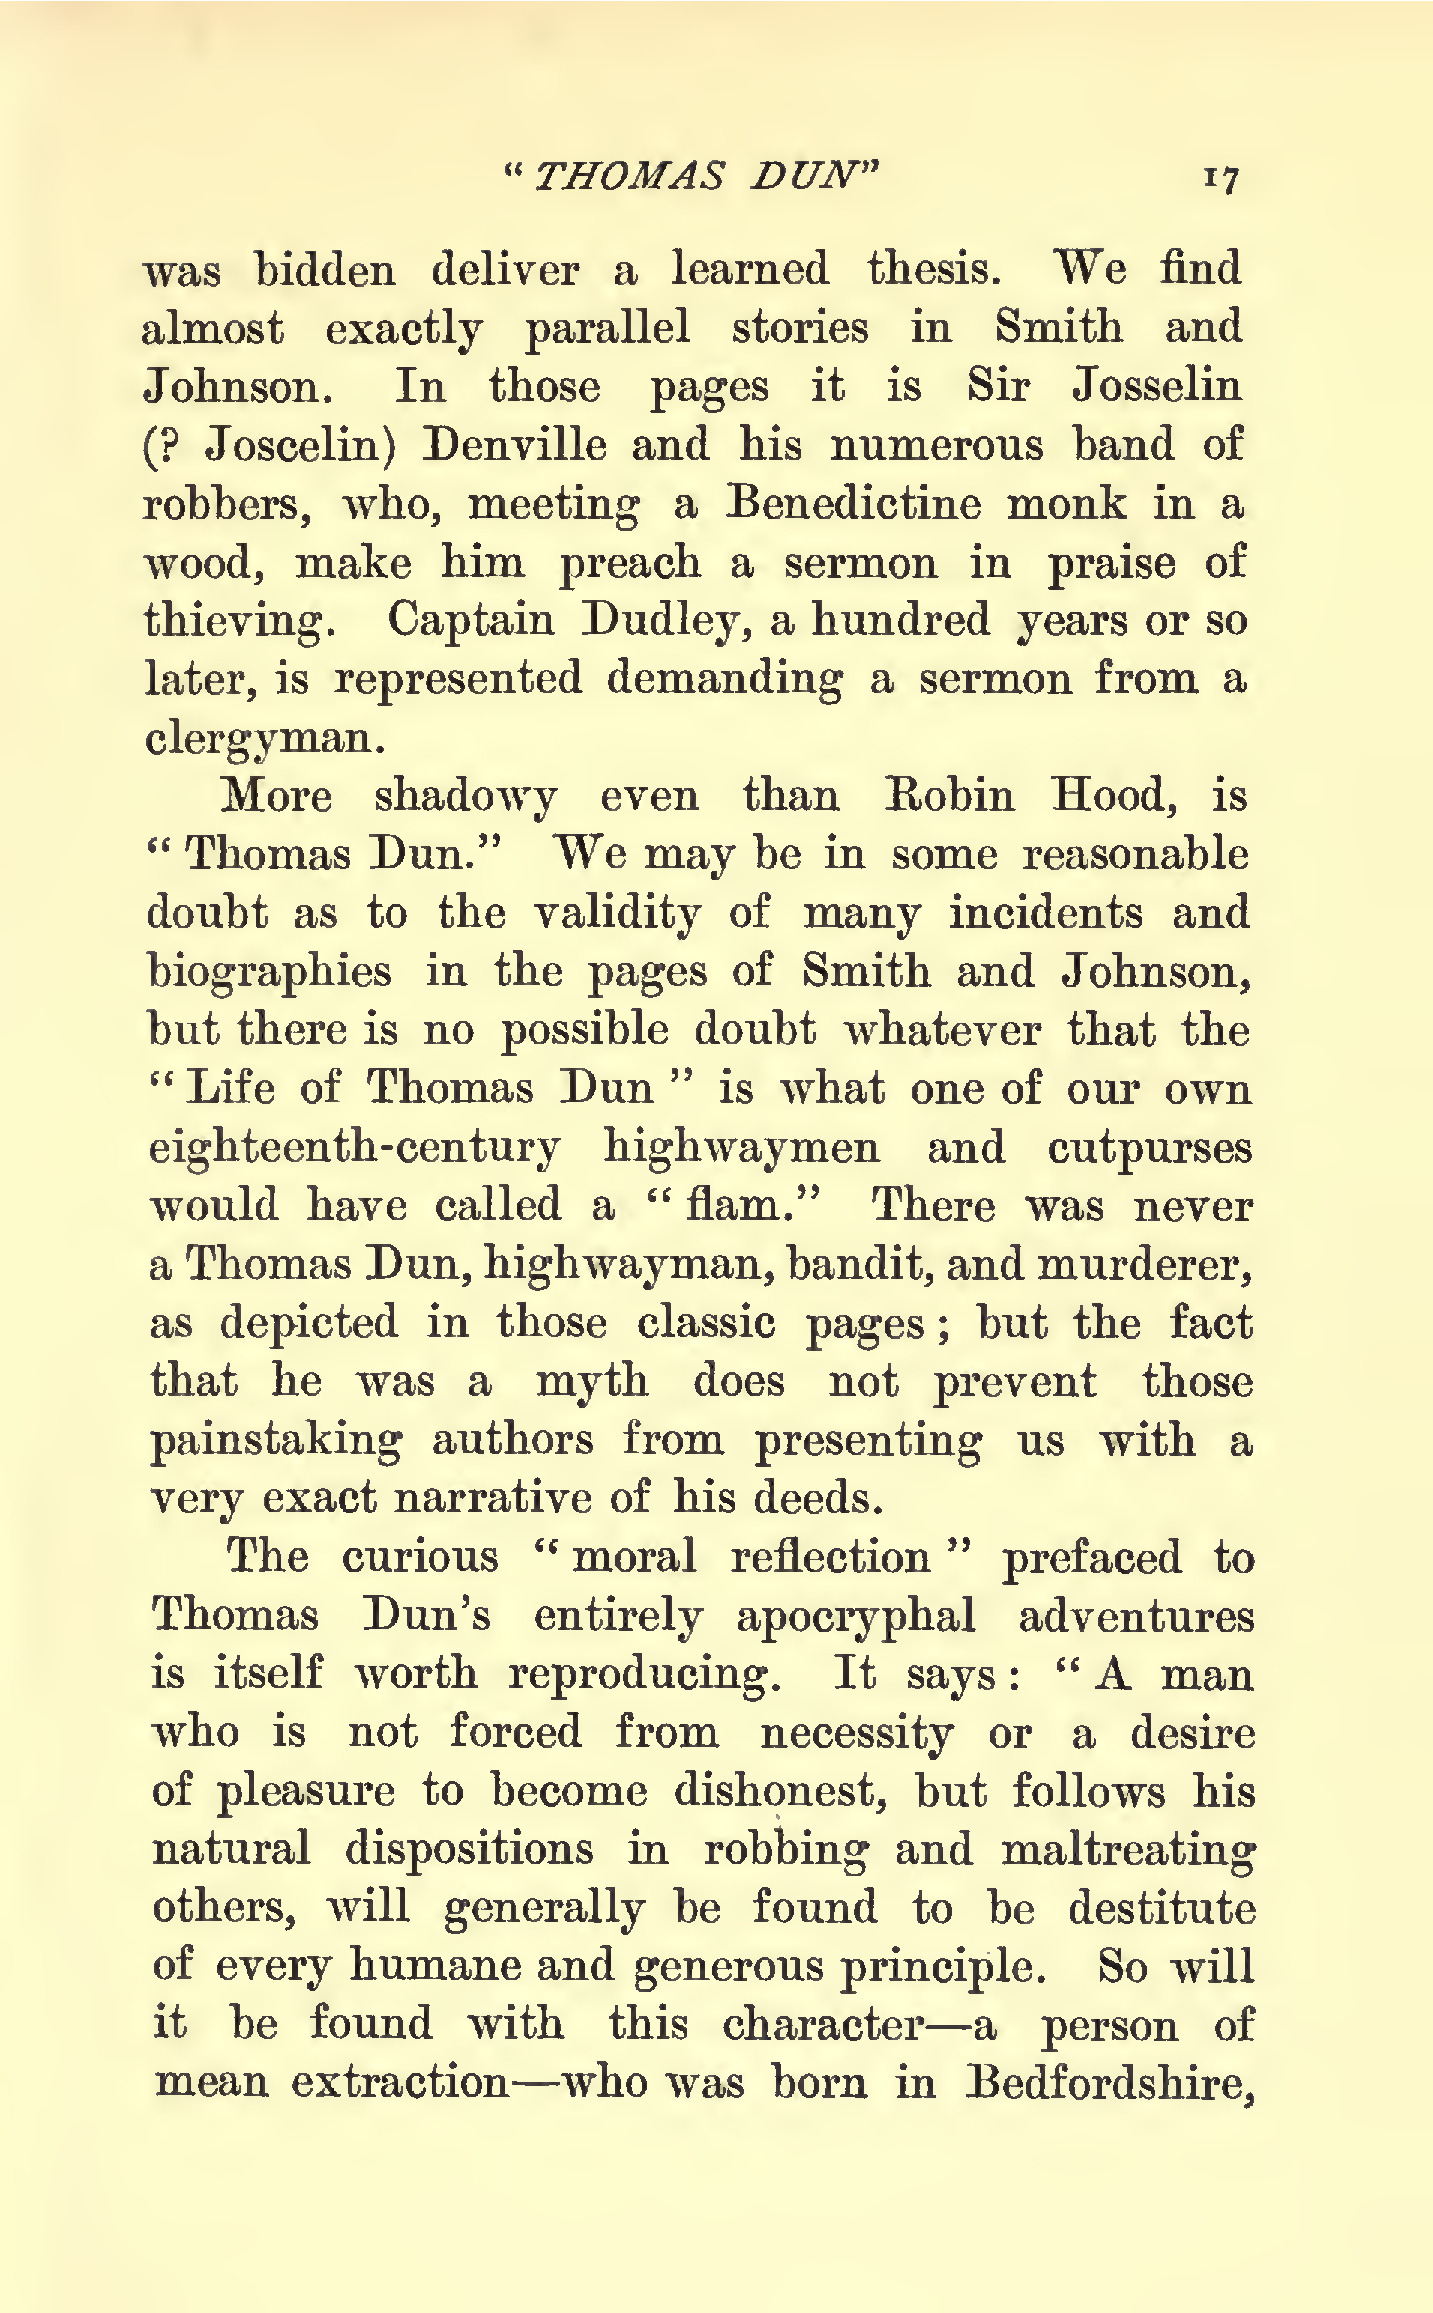 “ THOMAS DUN” 17
was bidden deliver a learned thesis. We find
almost exactly parallel stories in Smith and
Johnson. In those pages it is Sir Josselin
(? Joscelin) Denville and his numerous band of
robbers, who, meeting a Benedictine monk in a
wood, make him preach a sermon in praise of
thieving. Captain Dudley, a hundred years or so
later, is represented demanding a sermon from a
clergyman.
More shadowy even than Robin Hood, is
“ Thomas Dun.” We may be in some reasonable
doubt as to the validity of many incidents and
biographies in the pages of Smith and Johnson,
but there is no possible doubt whatever that the
“ Life of Thomas Dun ” is what one of our own
eighteenth-century highwaymen and cutpurses
would have called a “ flam.” There was never
a Thomas Dun, highwayman, bandit, and murderer,
as depicted in those classic pages ; but the fact
that he was a myth does not prevent those
painstaking authors from presenting us with a
very exact narrative of his deeds.
The curious “ moral reflection ” prefaced to
Thomas Dun’s entirely apocryphal adventures
is itself worth reproducing. It says : “ A man
who is not forced from necessity or a desire
of pleasure to become dishonest, but follows his
natural dispositions in robbing and maltreating
others, will generally be found to be destitute
of every humane and generous principle. So will
it be found with this character—a person of
mean extraction—who was born in Bedfordshire,